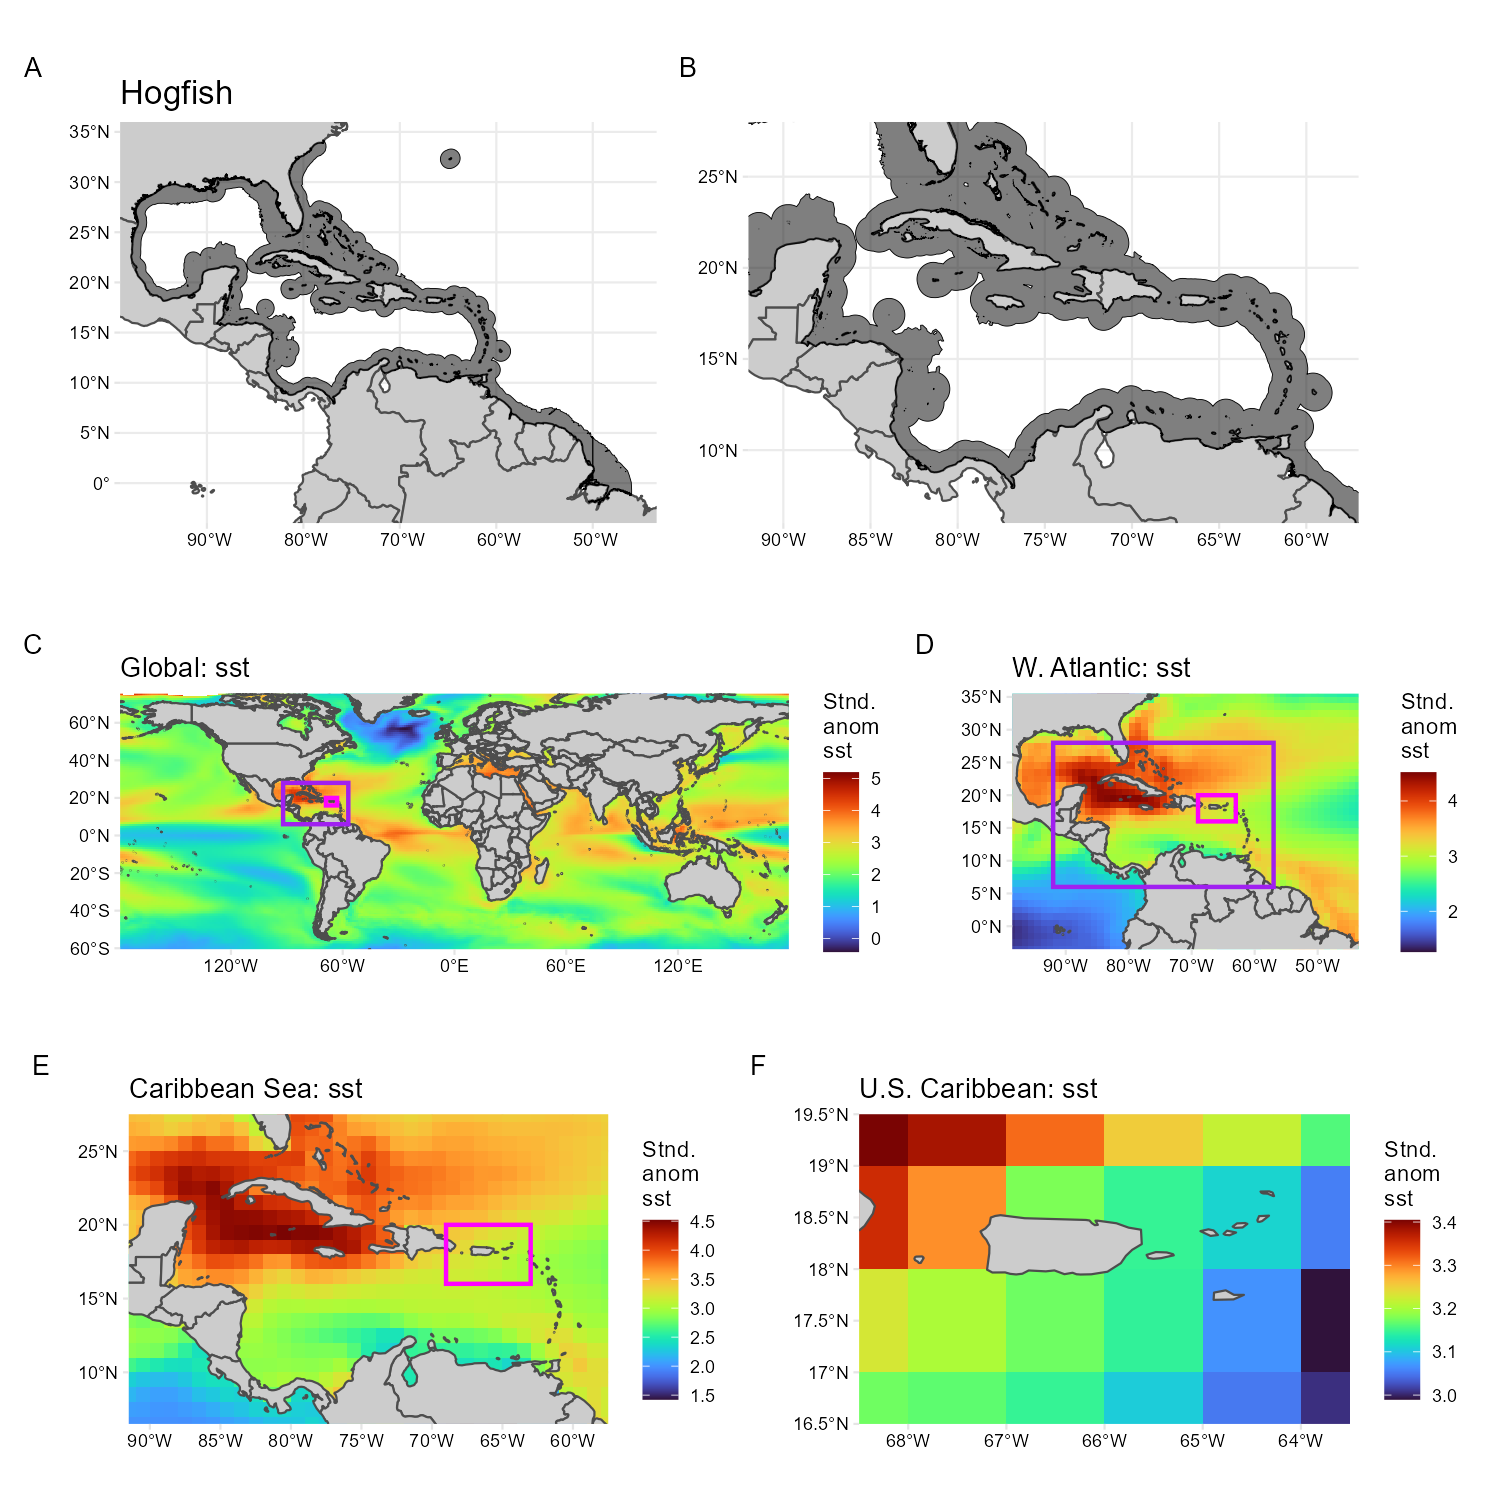 A
B
Hogfish
35°N
30°N
25°N
20°N
15°N
10°N
5°N
0°
90°W
80°W
70°W
60°W
50°W
25°N
20°N
15°N
10°N
90°W
85°W
80°W
75°W
70°W
65°W
60°W
C
D
Global: sst
60°N
40°N
20°N
0°N
20°S
40°S
60°S
120°W
60°W
0°E
60°E
120°E
Stnd.
anom
sst
5
4
3
2
1
0
W. Atlantic: sst
35°N
30°N
25°N
20°N
15°N
10°N
5°N
0°N
90°W
80°W
70°W
60°W
50°W
Stnd.
anom
sst
4
3
2
E
F
Caribbean Sea: sst
25°N
20°N
15°N
10°N
90°W
85°W
80°W
75°W
70°W
65°W
60°W
Stnd.
anom
sst
4.5
4.0
3.5
3.0
2.5
2.0
1.5
U.S. Caribbean: sst
19.5°N
19°N
18.5°N
18°N
17.5°N
17°N
16.5°N
68°W
67°W
66°W
65°W
64°W
Stnd.
anom
sst
3.4
3.3
3.2
3.1
3.0